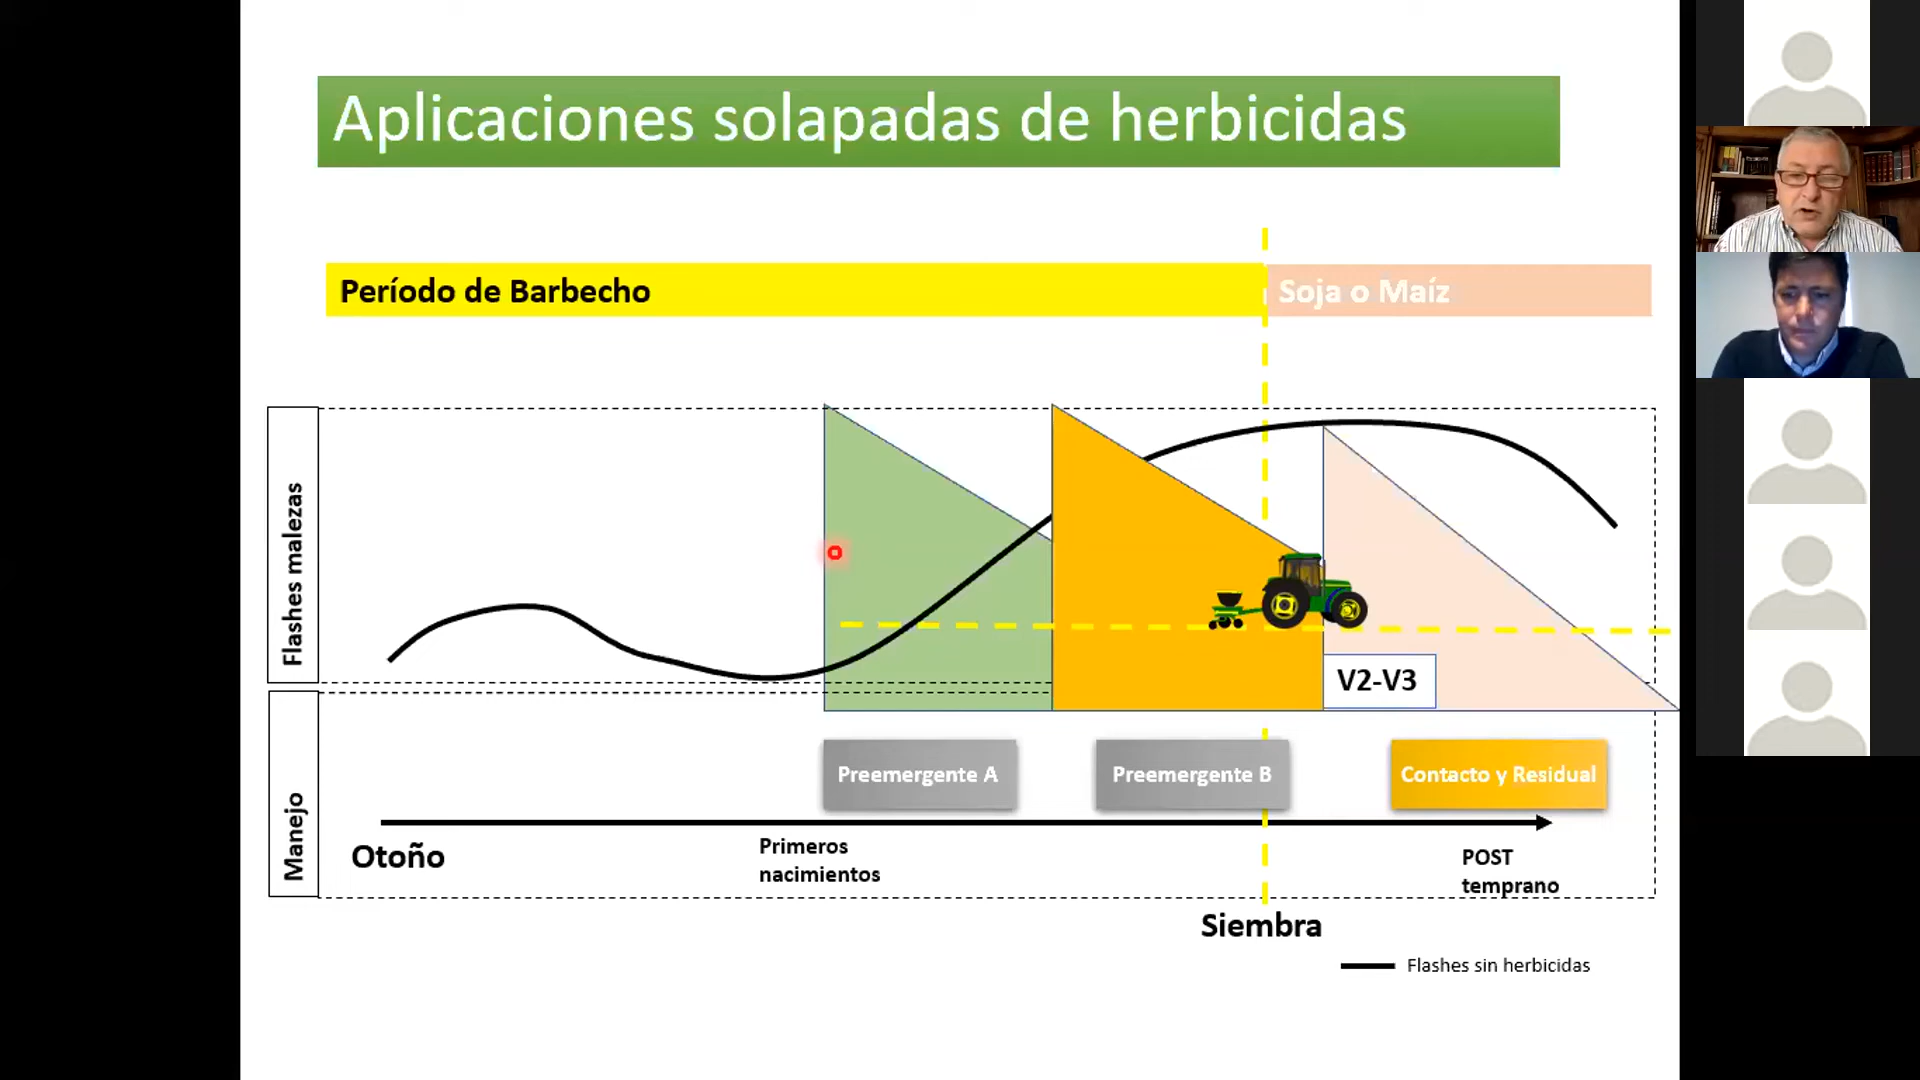 Aplicaciones solapadas de herbicidas
Período de Barbecho
Soja o Maíz
Flashes malezas
V2-V3
Manejo
Preemergente A
Preemergente B
Contacto y Residual
Otoño
Primeros
nacimientos
POST
temprano
Siembra
Flashes sin herbicidas